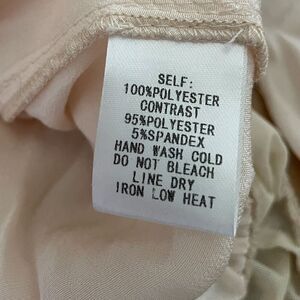 SELF:
100%POLYESTER
CONTRAST
95%POLYESTER
5%SPANDEX
HAND WASH COLD
DO NOT BLEACH
LINE DRY
IRON LOW HEAT